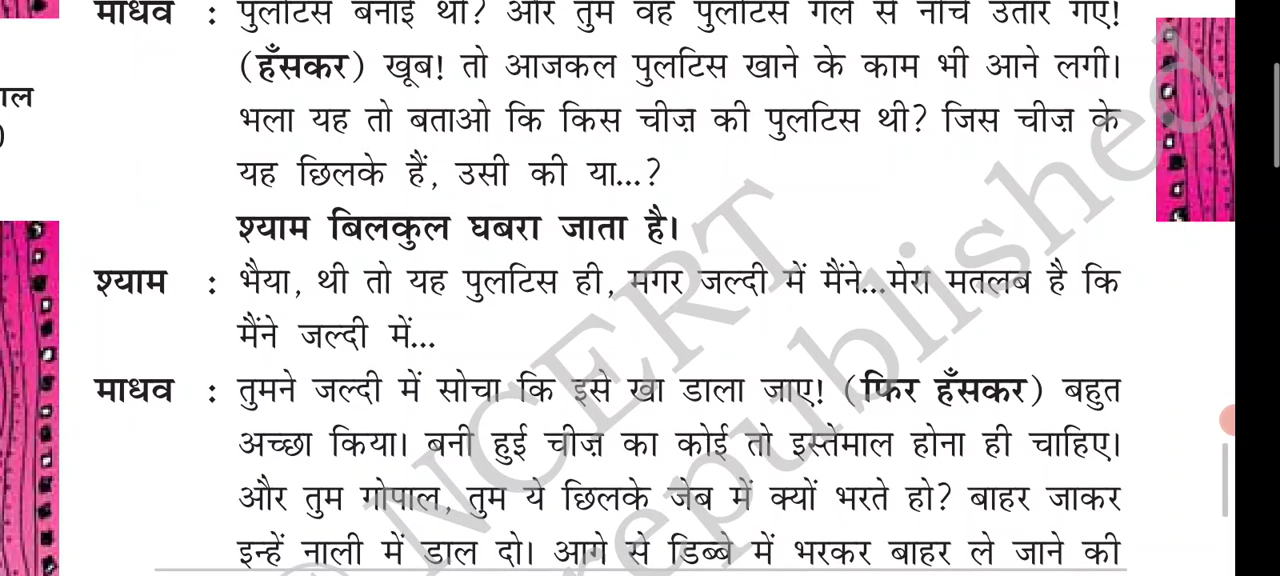 माधव : पुलटिस बनाई थी? और तुम वह पुलटिस गले से नीचे उतार गए!
(हँसकर) खूब! तो आजकल पुलटिस खाने के काम भी आने लगी।
भला यह तो बताओ कि किस चीज़ की पुलटिस थी? जिस चीज़ के
यह छिलके हैं, उसी की या...?
श्याम बिलकुल घबरा जाता है।
श्याम : भैया, थी तो यह पुलटिस ही, मगर जल्दी में मैंने...मेरा मतलब है कि
मैंने जल्दी में...
माधव : तुमने जल्दी में सोचा कि इसे खा डाला जाए! (फिर हँसकर) बहुत
अच्छा किया। बनी हुई चीज़ का कोई तो इस्तेमाल होना ही चाहिए।
और तुम गोपाल, तुम ये छिलके जेब में क्यों भरते हो? बाहर जाकर
इन्हें नाली में डाल दो। आगे से डिब्बे में भरकर बाहर ले जाने की
© NCERT
republished